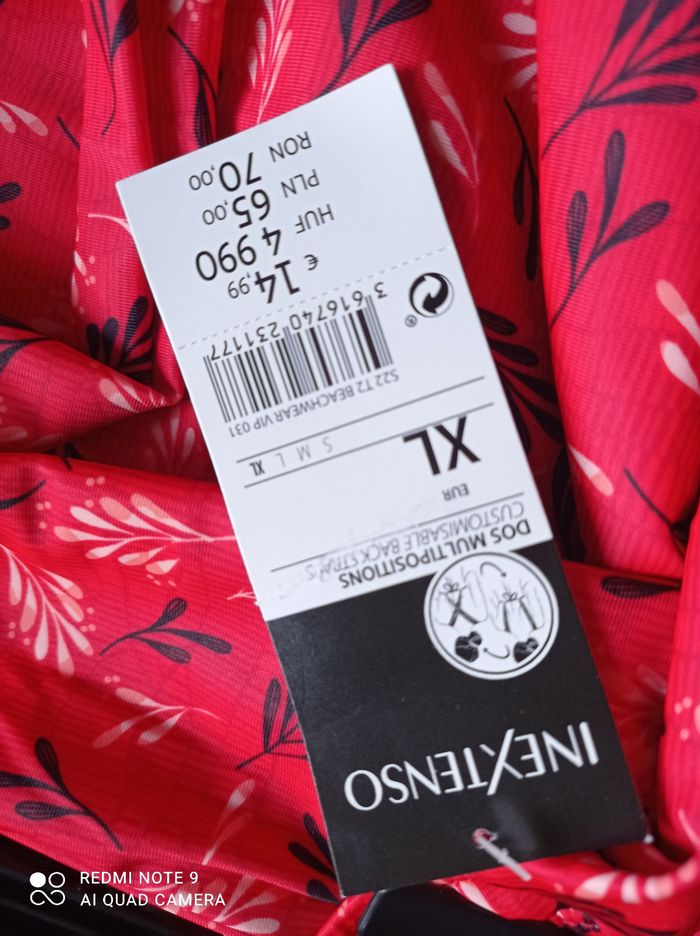 INEXTENSO
DOS MULTIPOSITIONS
CUSTOMISABLE BACK STRAPS
EUR
XL
S M L XL
S22 T2 BEACHWEAR VIP 031
3 616740 231177
®
€ 14,99
HUF 4 990
PLN 65,00
RON 70,00
REDMI NOTE 9
AI QUAD CAMERA